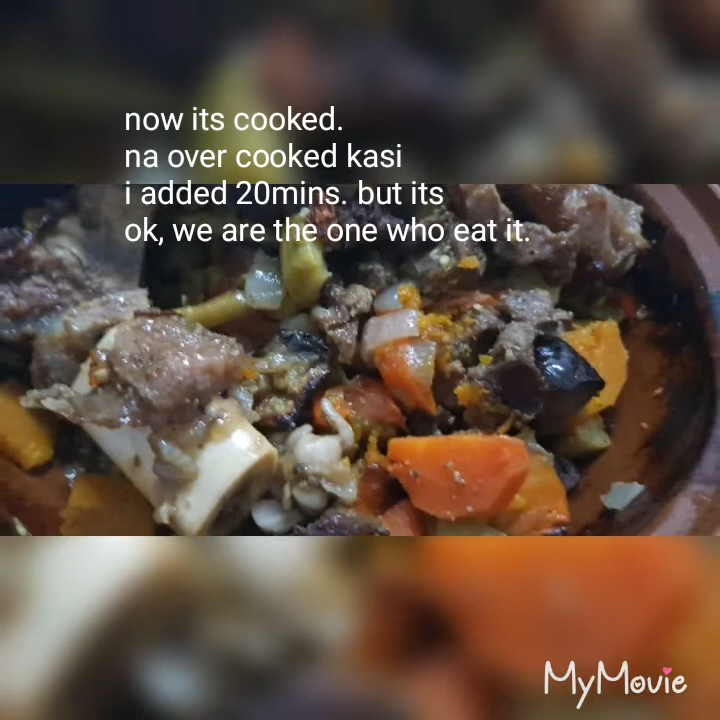 now its cooked.
na over cooked kasi
i added 20mins. but its
ok, we are the one who eat it.
MyMovie